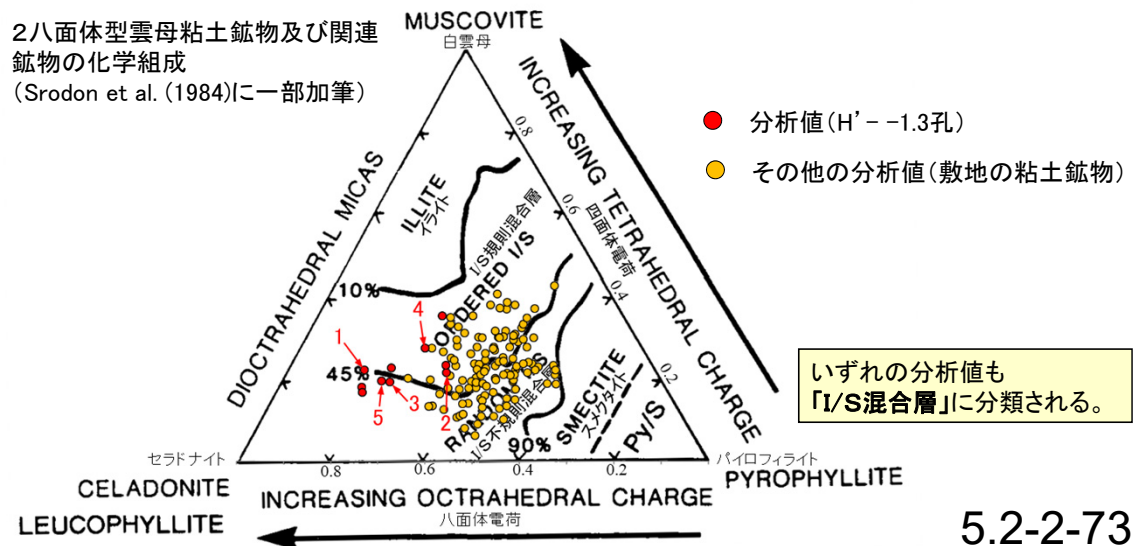 2八面体型雲母粘土鉱物及び関連
鉱物の化学組成
(Srodon et al. (1984)に一部加筆)
MUSCOVITE
白雲母
分析値(H’- -1.3孔)
その他の分析値(敷地の粘土鉱物)
INCREASING TETRAHEDRAL CHARGE
四面体電荷
DIOCTRAHEDRAL MICAS
0.8
0.6
0.4
0.2
ILLITE
イライト
I/S規則混合層
ORDERED I/S
10%
4
1
45%
5
3
2
RANDOM I/S
I/S不規則混合層
90%
SMECTITE
スメクタイト
Py/S
いずれの分析値も
「I/S混合層」に分類される。
セラドナイト
0.8
0.6
0.4
0.2
パイロフィライト
CELADONITE
LEUCOPHYLLITE
INCREASING OCTRAHEDRAL CHARGE
八面体電荷
PYROPHYLLITE
5.2-2-73